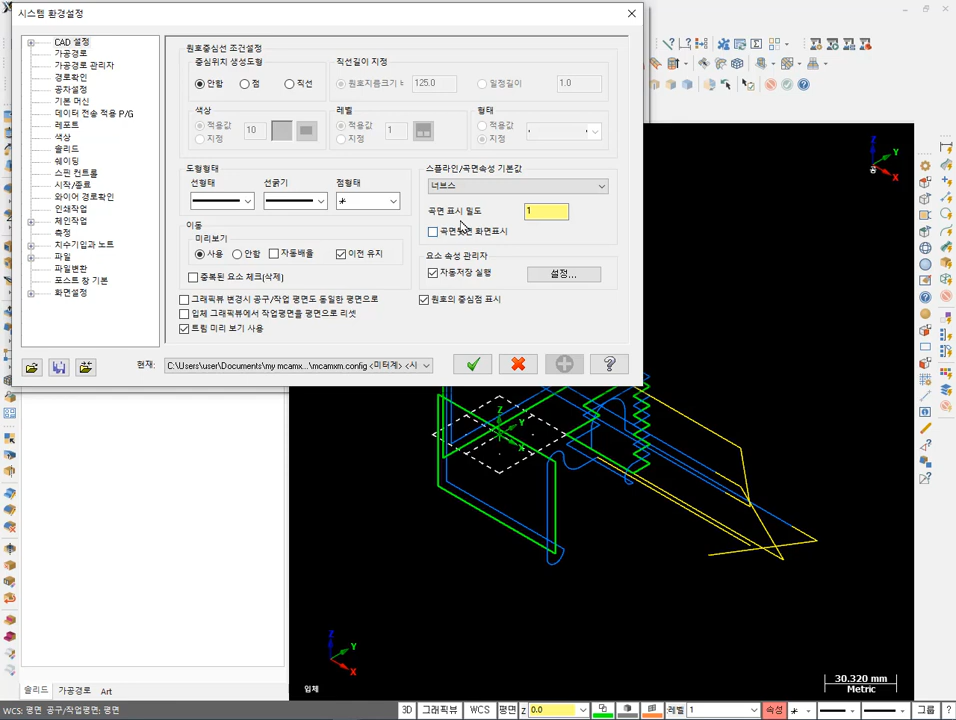 시스템 환경설정
CAD 설정
가공경로
가공경로 관리자
경로확인
공차설정
기본 머신
데이터 전송 적용 P/G
레포트
색상
솔리드
쉐이딩
스핀 컨트롤
시작/종료
와이어 경로확인
인쇄작업
체인작업
측정
치수기입과 노트
파일
파일변환
포스트 창 기본
화면설정
원호중심선 조건설정
중심위치 생성도형
안함 점 직선
직선길이 지정
125.0 일정길이 1.0
색상
적용값 10
지정
레벨
적용값 1
지정
형태
적용값
지정
도형형태
선형태 선굵기 점형태
이동
미리보기
사용 안함 자동배율 이전 유지
중복된 요소 체크(삭제)
그래픽뷰 변경시 공구/작업 평면도 동일한 평면으로
입체 그래픽뷰에서 작업평면을 평면으로 리셋
트림 미리 보기 사용
스플라인/곡면속성 기본값
너브스
곡면 표시 밀도 1
화면표시
요소 속성 관리자
자동저장 실행 설정...
원호의 중심점 표시
현재: C:\Users\user\Documents\my mcamx...\mcamxm.config <미터계> <시
Z
Y
X
Z
Y
X
Z
Y
X
입체
30.320 mm
Metric
솔리드 가공경로 Art
WCS: 평면 공구/작업평면: 평면
3D 그래픽뷰 WCS 평면 Z 0.0 레벨 1 속성 그룹 ?